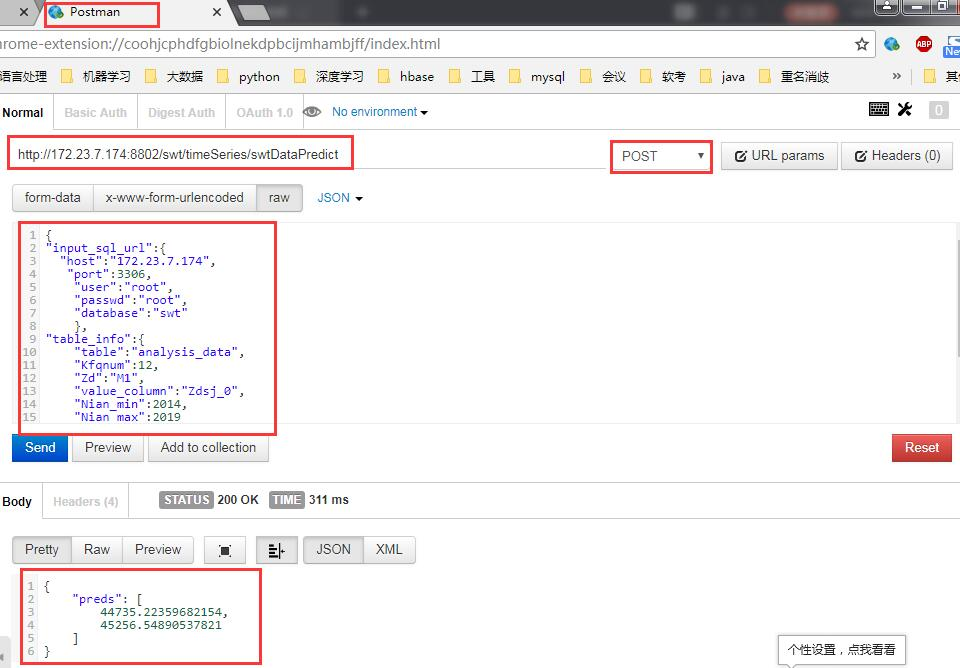 Postman
hrome-extension://coohjcphdfgbiolnekdpbcijmhambjff/index.html
ABP
New
语言处理 机器学习 大数据 python 深度学习 hbase 工具 mysql 会议 软考 java 重名消歧 »
Normal Basic Auth Digest Auth OAuth 1.0 No environment 0
http://172.23.7.174:8802/swt/timeSeries/swtDataPredict POST URL params Headers (0)
form-data x-www-form-urlencoded raw JSON
1 {
2 "input_sql_url":{
3 "host":"172.23.7.174",
4 "port":3306,
5 "user":"root",
6 "passwd":"root",
7 "database":"swt"
8 },
9 "table_info":{
10 "table":"analysis_data",
11 "Kfqnum":12,
12 "Zd":"M1",
13 "value_column":"Zdsj_0",
14 "Nian_min":2014,
15 "Nian_max":2019
Send Preview Add to collection Reset
Body Headers (4) STATUS 200 OK TIME 311 ms
Pretty Raw Preview JSON XML
1 {
2 "preds": [
3 44735.22359682154,
4 45256.54890537821
5 ]
6 }
个性设置，点我看看